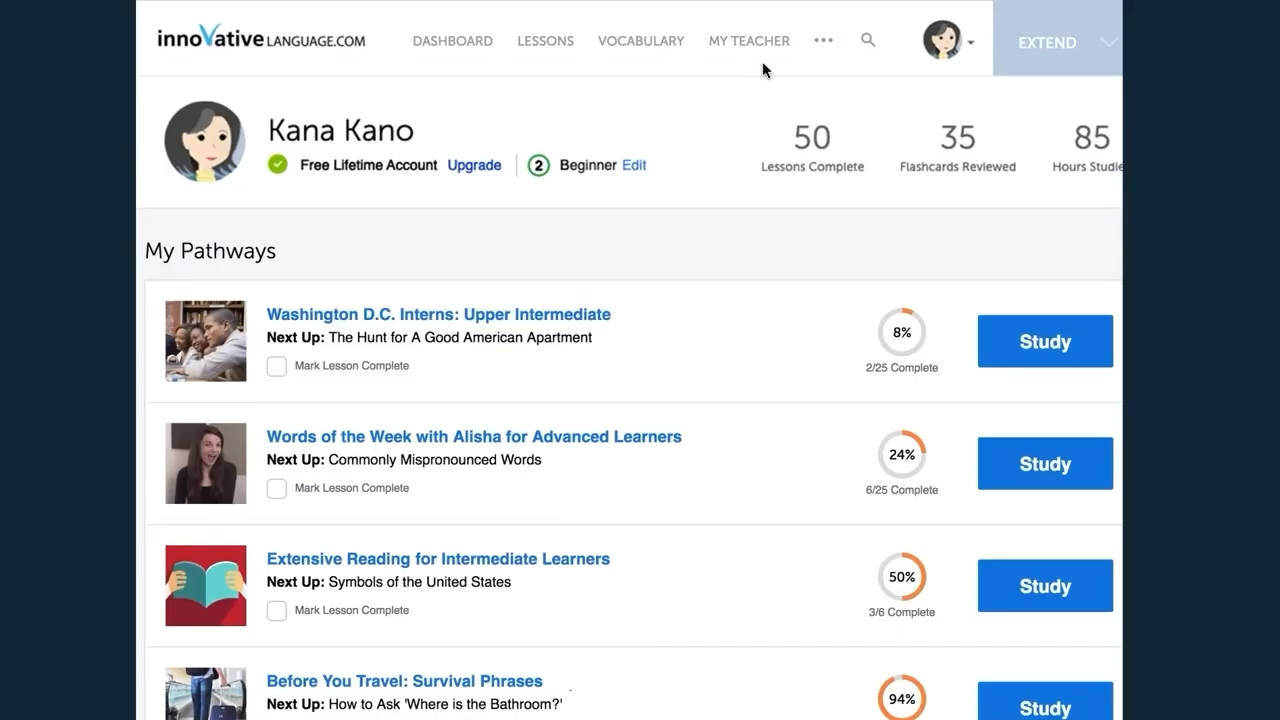 innoVative LANGUAGE.COM
DASHBOARD LESSONS VOCABULARY MY TEACHER ••• EXTEND
Kana Kano
Free Lifetime Account Upgrade 2 Beginner Edit
50 35 85
Lessons Complete Flashcards Reviewed Hours Studie
My Pathways
Washington D.C. Interns: Upper Intermediate
Next Up: The Hunt for A Good American Apartment
Mark Lesson Complete
8%
2/25 Complete
Study
Words of the Week with Alisha for Advanced Learners
Next Up: Commonly Mispronounced Words
Mark Lesson Complete
24%
6/25 Complete
Study
Extensive Reading for Intermediate Learners
Next Up: Symbols of the United States
Mark Lesson Complete
50%
3/6 Complete
Study
Before You Travel: Survival Phrases
Next Up: How to Ask 'Where is the Bathroom?'
94%
Study